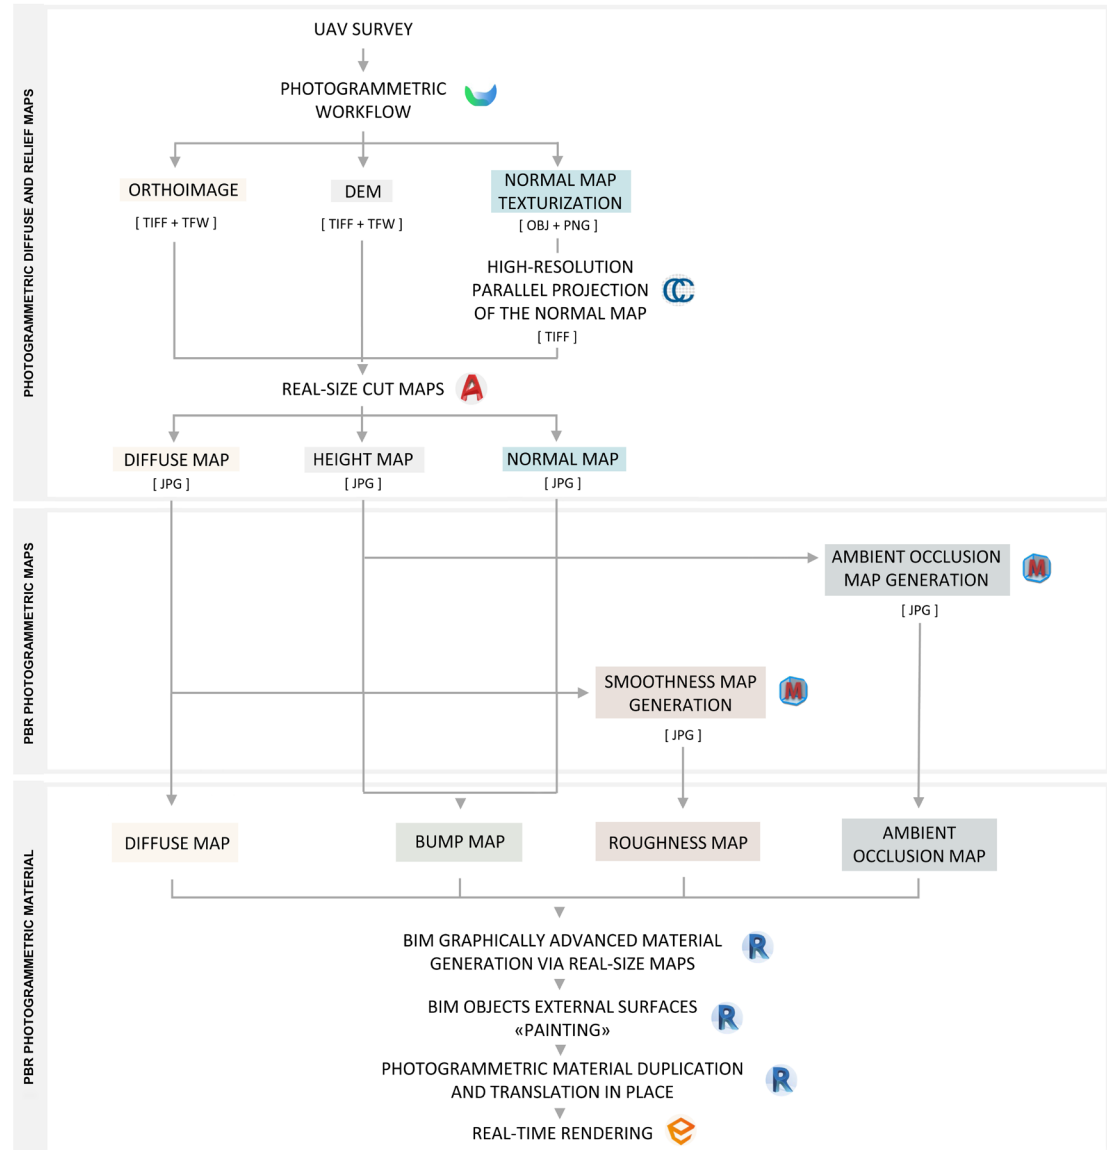 PHOTOGRAMMETRIC DIFFUSE AND RELIEF MAPS
UAV SURVEY
PHOTOGRAMMETRIC
WORKFLOW
ORTHOIMAGE
[ TIFF + TFW ]
DEM
[ TIFF + TFW ]
NORMAL MAP
TEXTURIZATION
[ OBJ + PNG ]
HIGH-RESOLUTION
PARALLEL PROJECTION
OF THE NORMAL MAP
[ TIFF ]
REAL-SIZE CUT MAPS
DIFFUSE MAP
[ JPG ]
HEIGHT MAP
[ JPG ]
NORMAL MAP
[ JPG ]
PBR PHOTOGRAMMETRIC MAPS
AMBIENT OCCLUSION
MAP GENERATION
[ JPG ]
SMOOTHNESS MAP
GENERATION
[ JPG ]
PBR PHOTOGRAMMETRIC MATERIAL
DIFFUSE MAP
BUMP MAP
ROUGHNESS MAP
AMBIENT
OCCLUSION MAP
BIM GRAPHICALLY ADVANCED MATERIAL
GENERATION VIA REAL-SIZE MAPS
BIM OBJECTS EXTERNAL SURFACES
«PAINTING»
PHOTOGRAMMETRIC MATERIAL DUPLICATION
AND TRANSLATION IN PLACE
REAL-TIME RENDERING